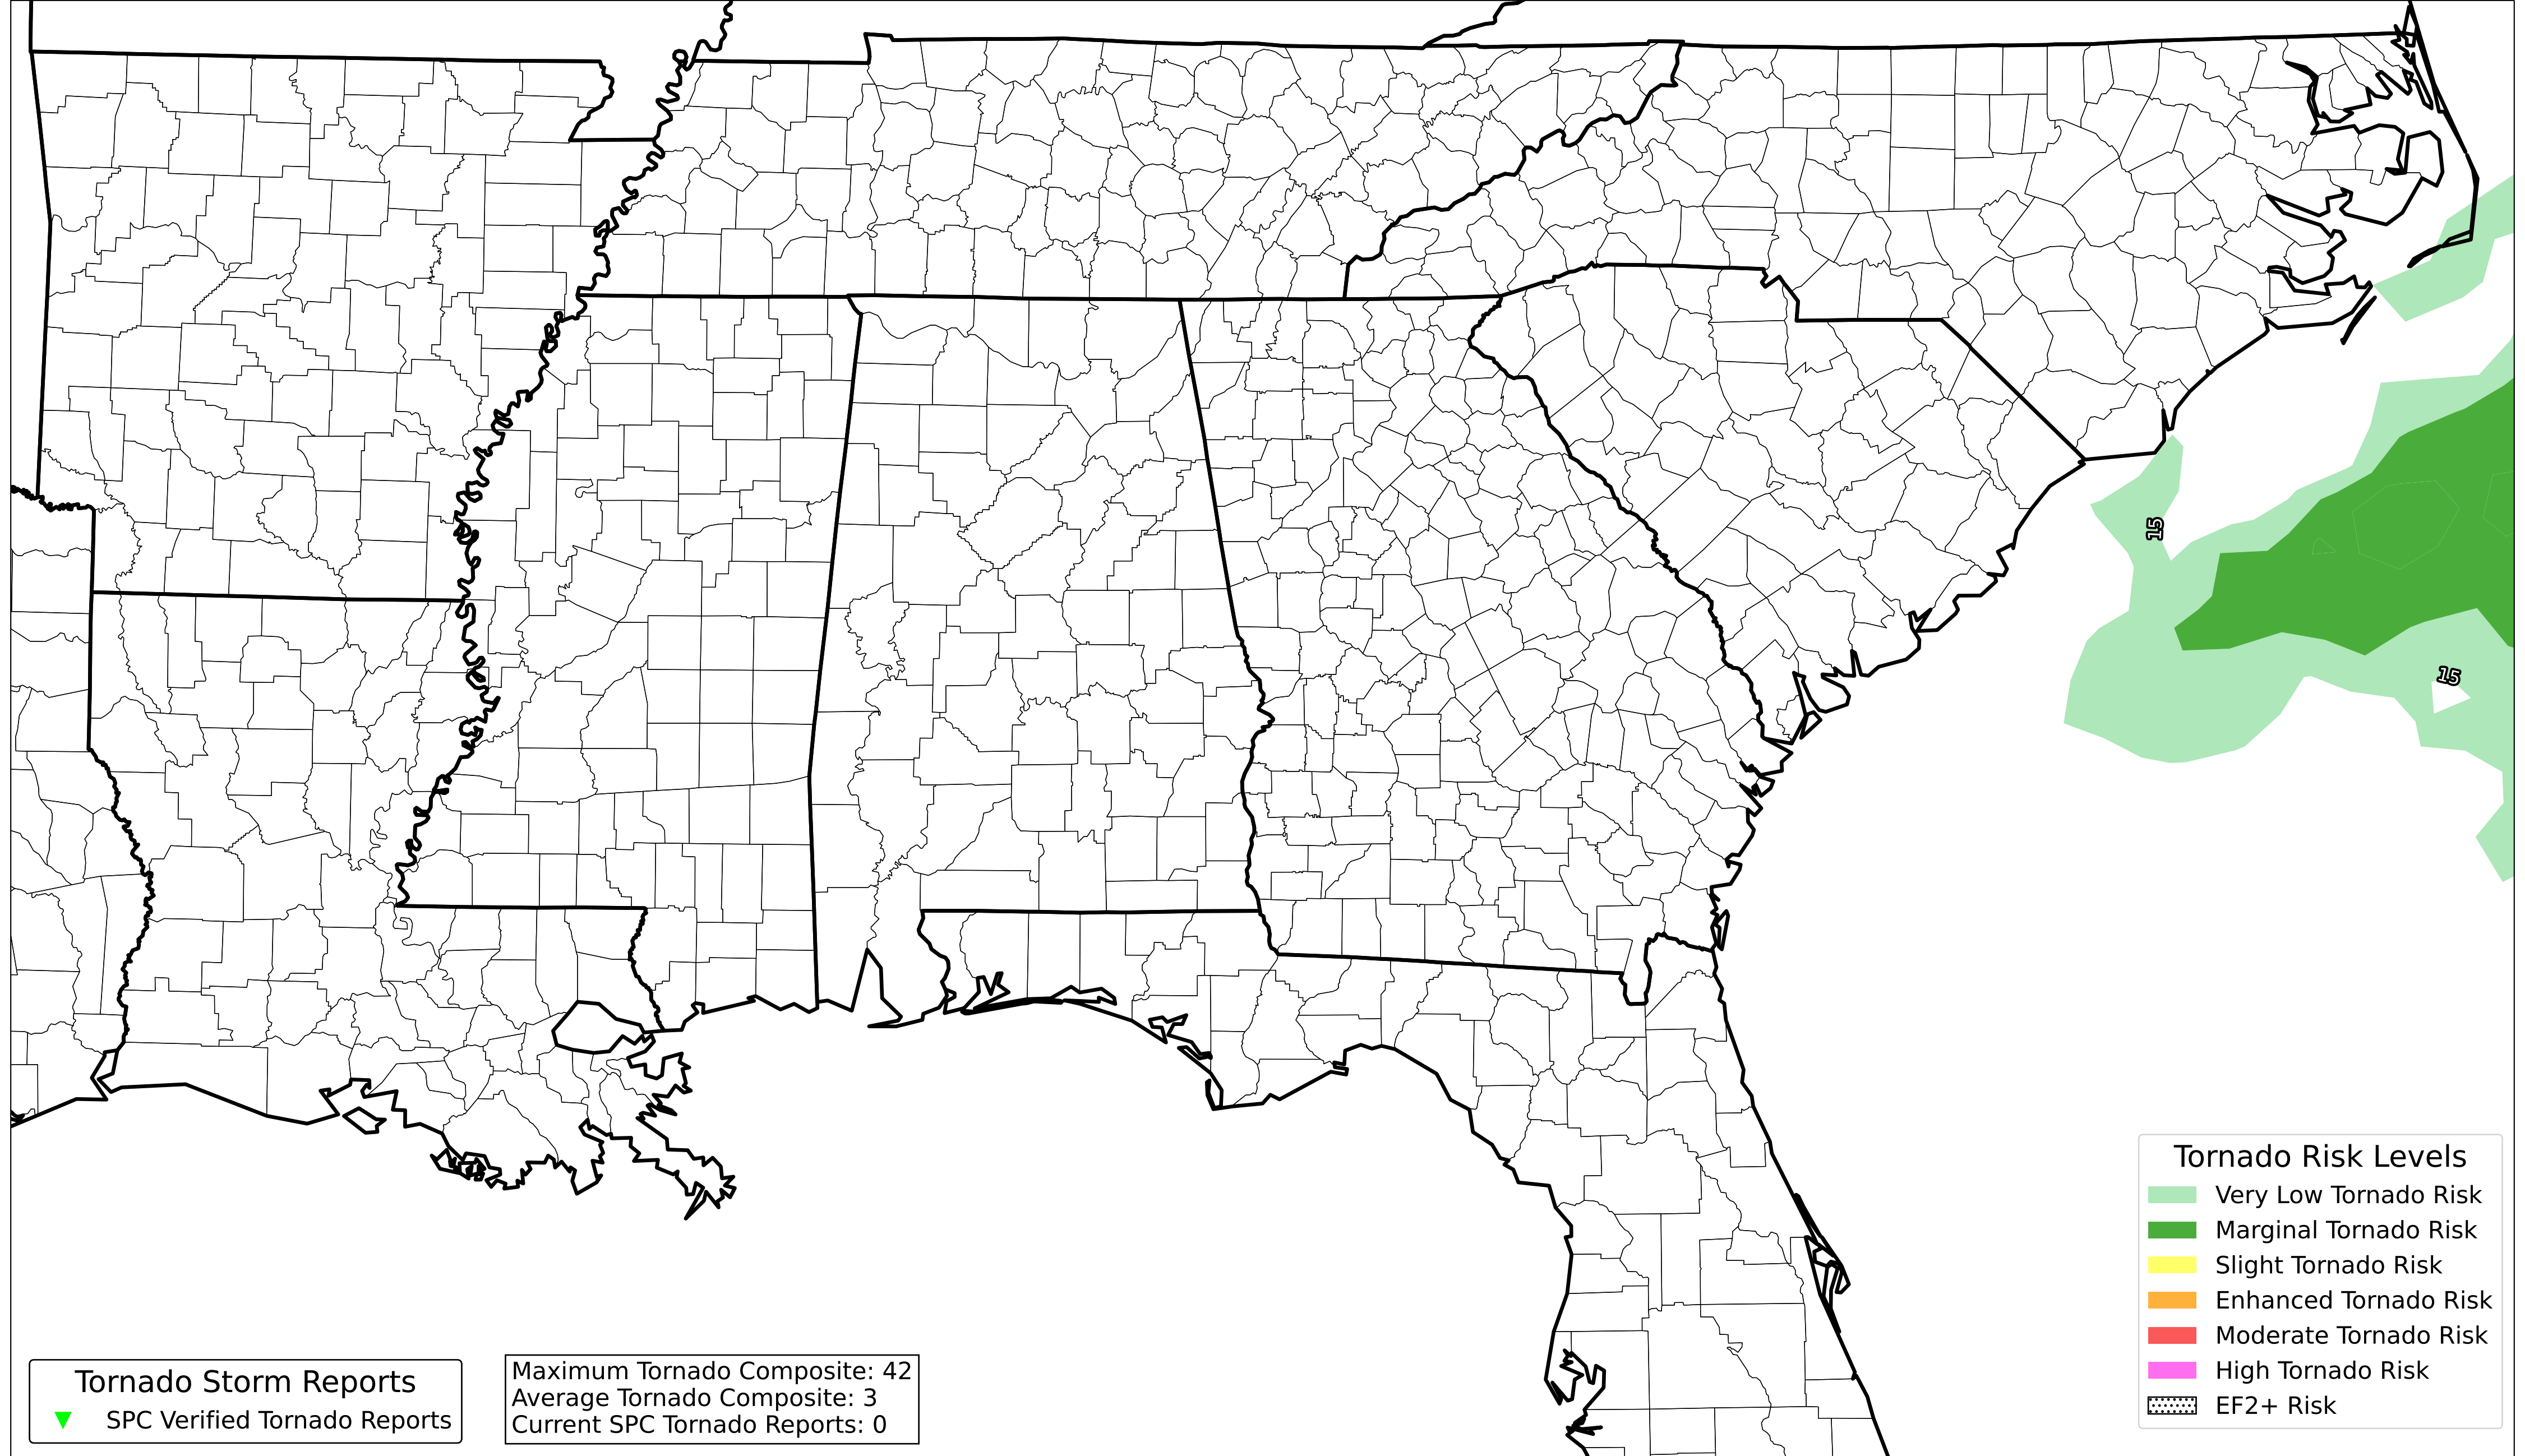 15
15
Tornado Risk Levels
Very Low Tornado Risk
Marginal Tornado Risk
Slight Tornado Risk
Enhanced Tornado Risk
Moderate Tornado Risk
High Tornado Risk
EF2+ Risk
Tornado Storm Reports
SPC Verified Tornado Reports
Maximum Tornado Composite: 42
Average Tornado Composite: 3
Current SPC Tornado Reports: 0